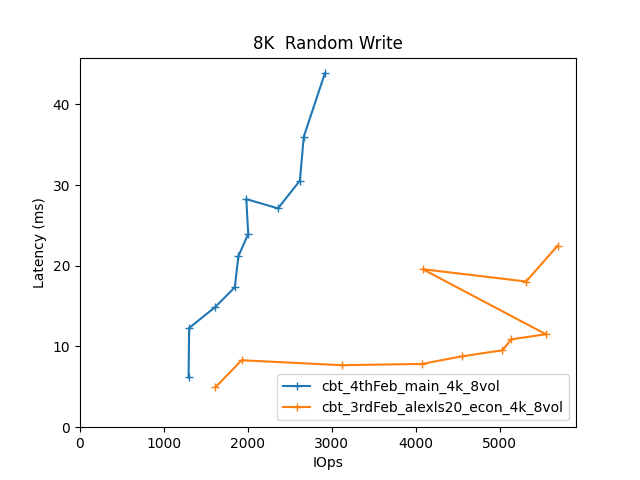 8K  Random Write
Latency (ms)
40
30
20
10
0
0 1000 2000 3000 4000 5000
IOps
cbt_4thFeb_main_4k_8vol
cbt_3rdFeb_alexls20_econ_4k_8vol